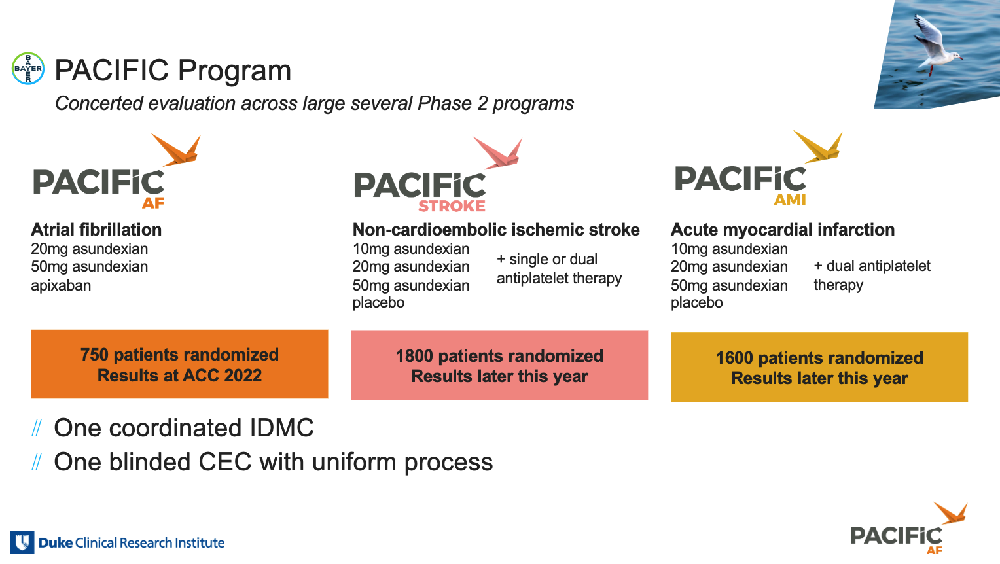 BAYER
BAYER
PACIFIC Program
Concerted evaluation across large several Phase 2 programs
PACIFiC
AF
Atrial fibrillation
20mg asundexian
50mg asundexian
apixaban
750 patients randomized
Results at ACC 2022
PACIFiC
STROKE
Non-cardioembolic ischemic stroke
10mg asundexian
20mg asundexian
50mg asundexian
placebo
+ single or dual
antiplatelet therapy
1800 patients randomized
Results later this year
PACIFiC
AMI
Acute myocardial infarction
10mg asundexian
20mg asundexian
50mg asundexian
placebo
+ dual antiplatelet
therapy
1600 patients randomized
Results later this year
// One coordinated IDMC
// One blinded CEC with uniform process
Duke Clinical Research Institute
PACIFiC
AF